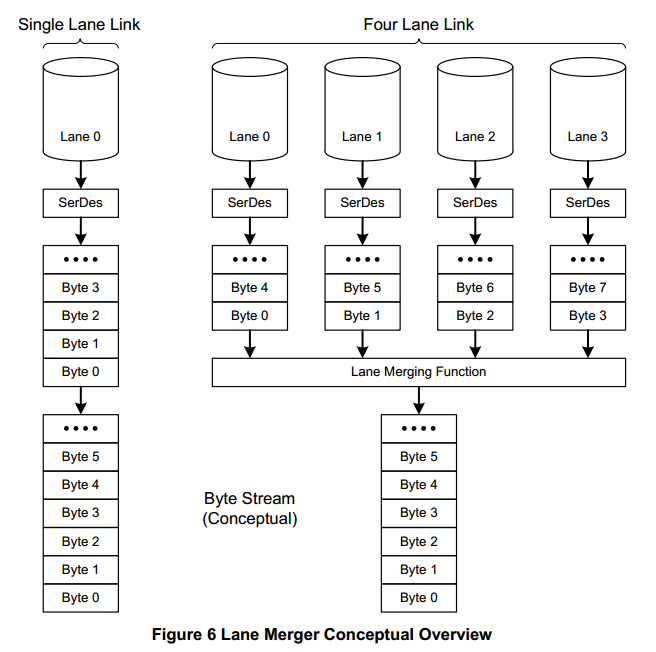 Single Lane Link
Four Lane Link
Lane 0
Lane 0
Lane 1
Lane 2
Lane 3
SerDes
SerDes
SerDes
SerDes
SerDes
••••
••••
••••
••••
••••
Byte 3
Byte 4
Byte 5
Byte 6
Byte 7
Byte 2
Byte 0
Byte 1
Byte 2
Byte 3
Byte 1
Byte 0
Lane Merging Function
••••
••••
Byte 5
Byte 5
Byte 4
Byte 4
Byte 3
Byte 3
Byte 2
Byte 2
Byte 1
Byte 1
Byte 0
Byte 0
Byte Stream
(Conceptual)
Figure 6 Lane Merger Conceptual Overview